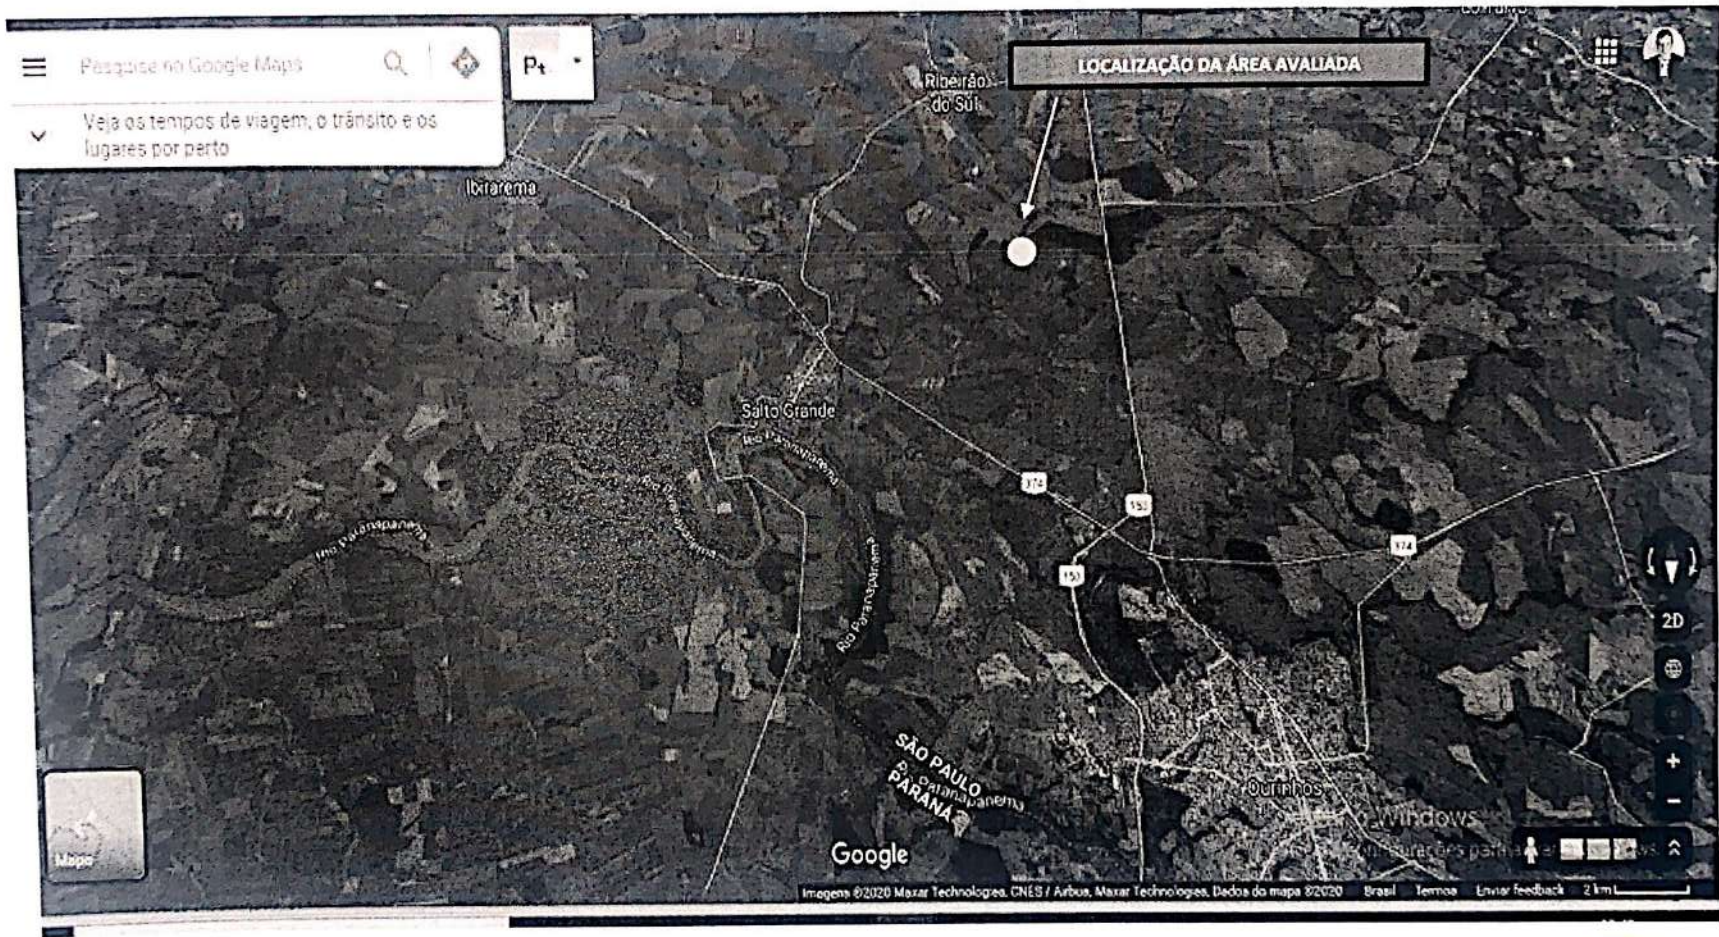 Pesquise no Google Maps
Veja os tempos de viagem, o trânsito e os
lugares por perto
LOCALIZAÇÃO DA ÁREA AVALIADA
Ribeirão
do Sul
Ibirarema
Salto Grande
Rio Paranapanema
Rio Paranapanema
Rio Paranapanema
Rio Paranapanema
374
153
374
153
2D
SÃO PAULO
Paranapanema
PARANÁ
Ourinhos
Windows
Mapa
Google
Imagens ©2020 Maxar Technologies, CNES / Airbus, Maxar Technologies, Dados do mapa ©2020 Brasil Termos Enviar feedback 2 km